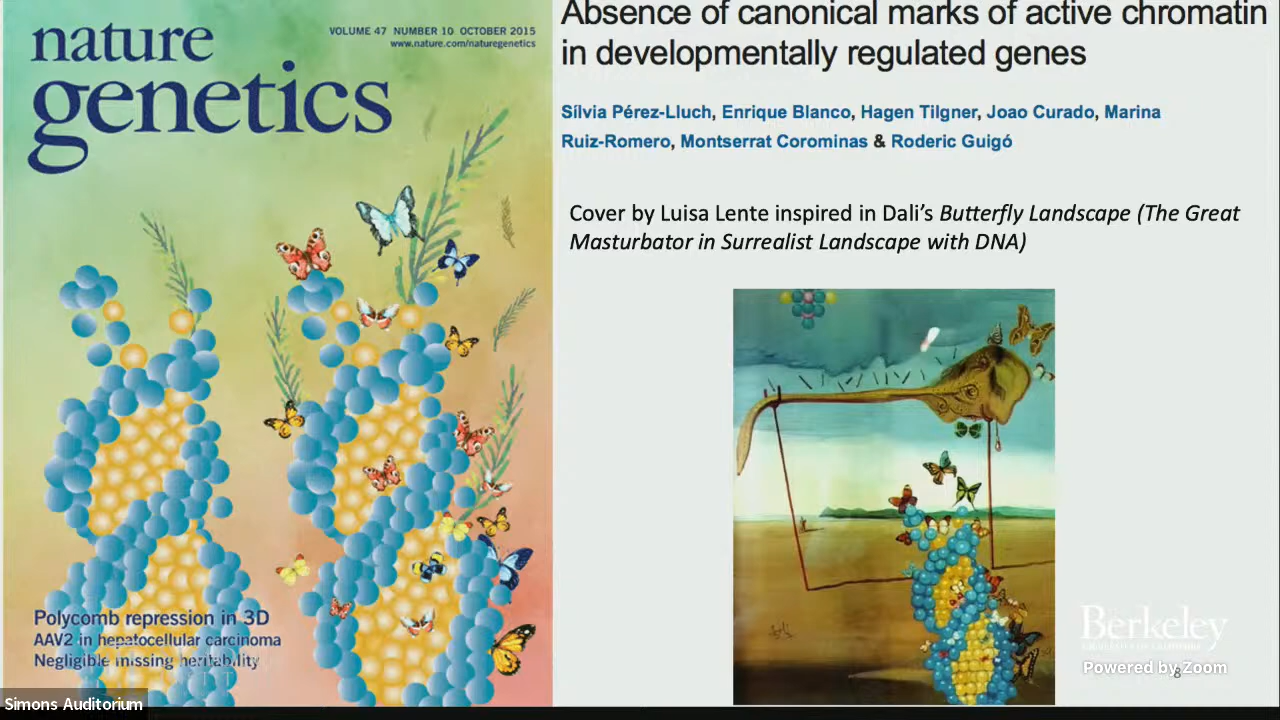 nature
genetics
VOLUME 47 NUMBER 10 OCTOBER 2015
www.nature.com/naturegenetics
Polycomb repression in 3D
AAV2 in hepatocellular carcinoma
Negligible missing heritability
Absence of canonical marks of active chromatin
in developmentally regulated genes
Sílvia Pérez-Lluch, Enrique Blanco, Hagen Tilgner, Joao Curado, Marina
Ruiz-Romero, Montserrat Corominas & Roderic Guigó
Cover by Luisa Lente inspired in Dali’s Butterfly Landscape (The Great
Masturbator in Surrealist Landscape with DNA)
Berkeley
Powered by Zoom
8
Simons Auditorium